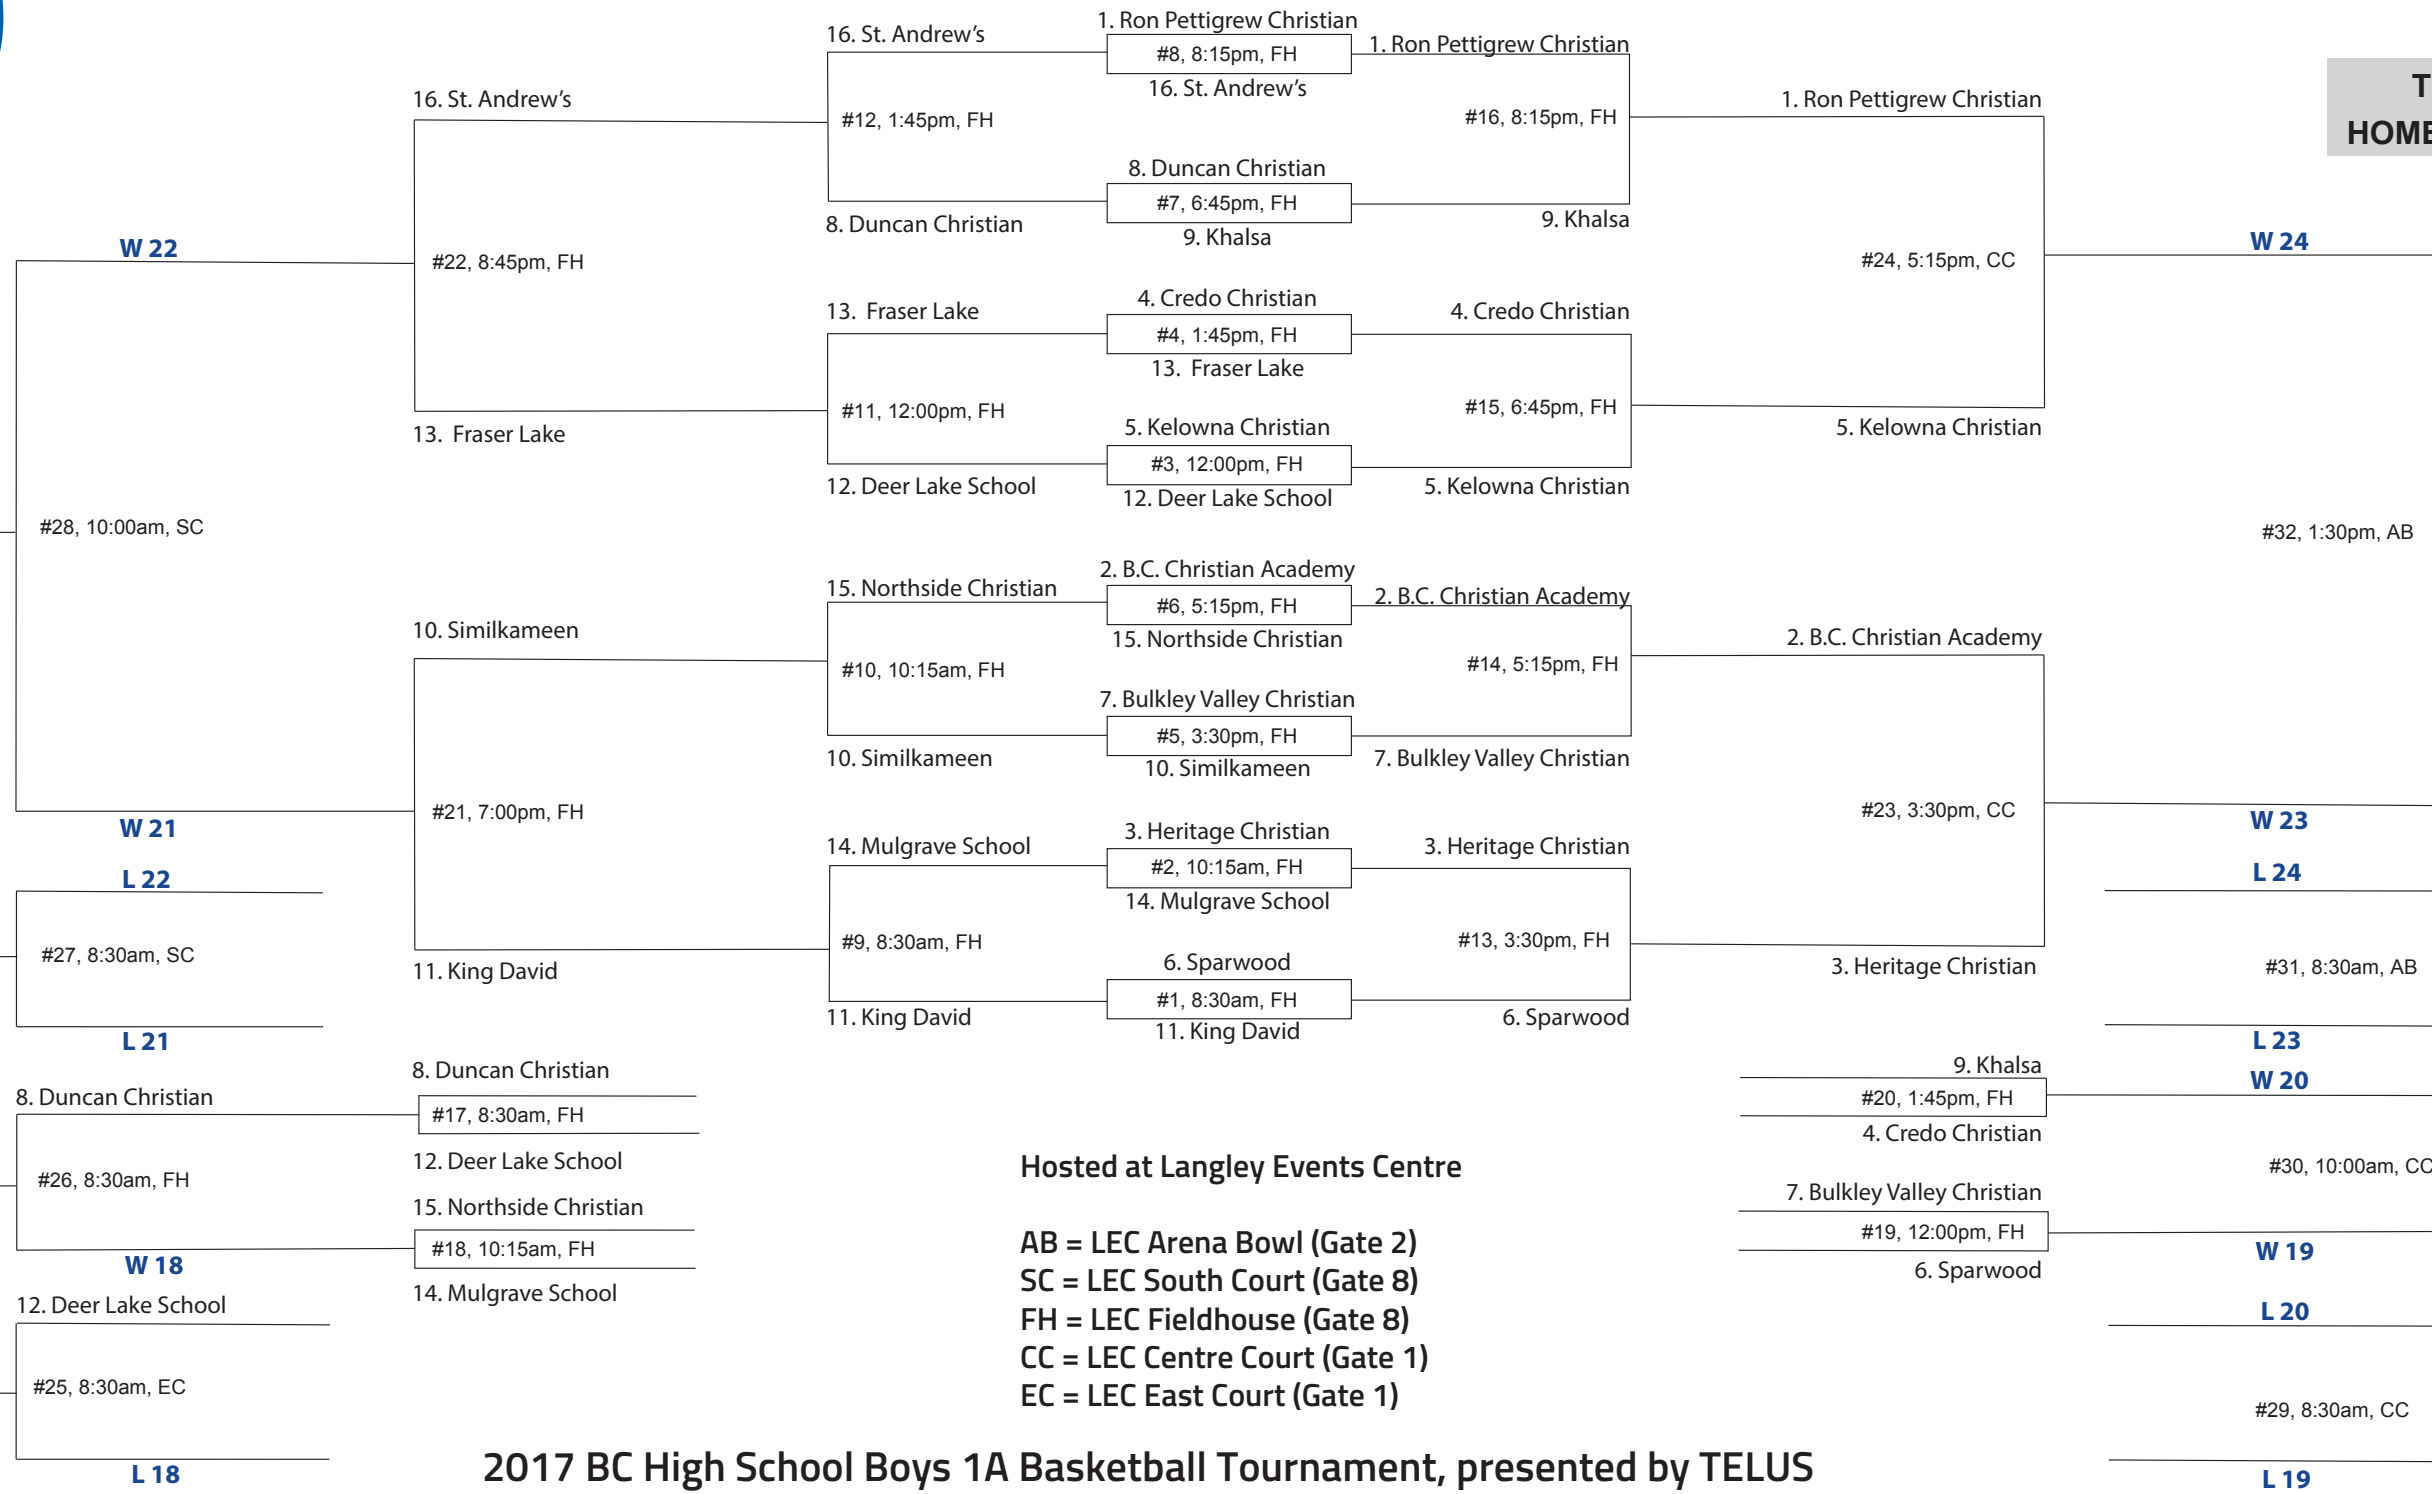 1. Ron Pettigrew Christian
16. St. Andrew's
#8, 8:15pm, FH
1. Ron Pettigrew Christian
16. St. Andrew's
16. St. Andrew's
1. Ron Pettigrew Christian
#12, 1:45pm, FH
#16, 8:15pm, FH
HOME
8. Duncan Christian
#7, 6:45pm, FH
8. Duncan Christian
9. Khalsa
9. Khalsa
W 22
W 24
#22, 8:45pm, FH
#24, 5:15pm, CC
4. Credo Christian
13. Fraser Lake
4. Credo Christian
#4, 1:45pm, FH
13. Fraser Lake
#11, 12:00pm, FH
#15, 6:45pm, FH
13. Fraser Lake
5. Kelowna Christian
5. Kelowna Christian
#3, 12:00pm, FH
12. Deer Lake School
12. Deer Lake School
5. Kelowna Christian
#28, 10:00am, SC
#32, 1:30pm, AB
2. B.C. Christian Academy
15. Northside Christian
#6, 5:15pm, FH
2. B.C. Christian Academy
10. Similkameen
15. Northside Christian
2. B.C. Christian Academy
#10, 10:15am, FH
#14, 5:15pm, FH
7. Bulkley Valley Christian
#5, 3:30pm, FH
10. Similkameen
10. Similkameen
7. Bulkley Valley Christian
#21, 7:00pm, FH
#23, 3:30pm, CC
W 21
W 23
3. Heritage Christian
14. Mulgrave School
3. Heritage Christian
#2, 10:15am, FH
14. Mulgrave School
L 22
L 24
#9, 8:30am, FH
#13, 3:30pm, FH
#27, 8:30am, SC
11. King David
6. Sparwood
3. Heritage Christian
#31, 8:30am, AB
#1, 8:30am, FH
11. King David
11. King David
6. Sparwood
L 21
L 23
8. Duncan Christian
9. Khalsa
W 20
8. Duncan Christian
#17, 8:30am, FH
#20, 1:45pm, FH
12. Deer Lake School
4. Credo Christian
#26, 8:30am, FH
#30, 10:00am, CC
15. Northside Christian
7. Bulkley Valley Christian
#18, 10:15am, FH
#19, 12:00pm, FH
W 18
W 19
14. Mulgrave School
6. Sparwood
12. Deer Lake School
L 20
#25, 8:30am, EC
#29, 8:30am, CC
L 18
L 19
Hosted at Langley Events Centre
AB = LEC Arena Bowl (Gate 2)
SC = LEC South Court (Gate 8)
FH = LEC Fieldhouse (Gate 8)
CC = LEC Centre Court (Gate 1)
EC = LEC East Court (Gate 1)
2017 BC High School Boys 1A Basketball Tournament, presented by TELUS